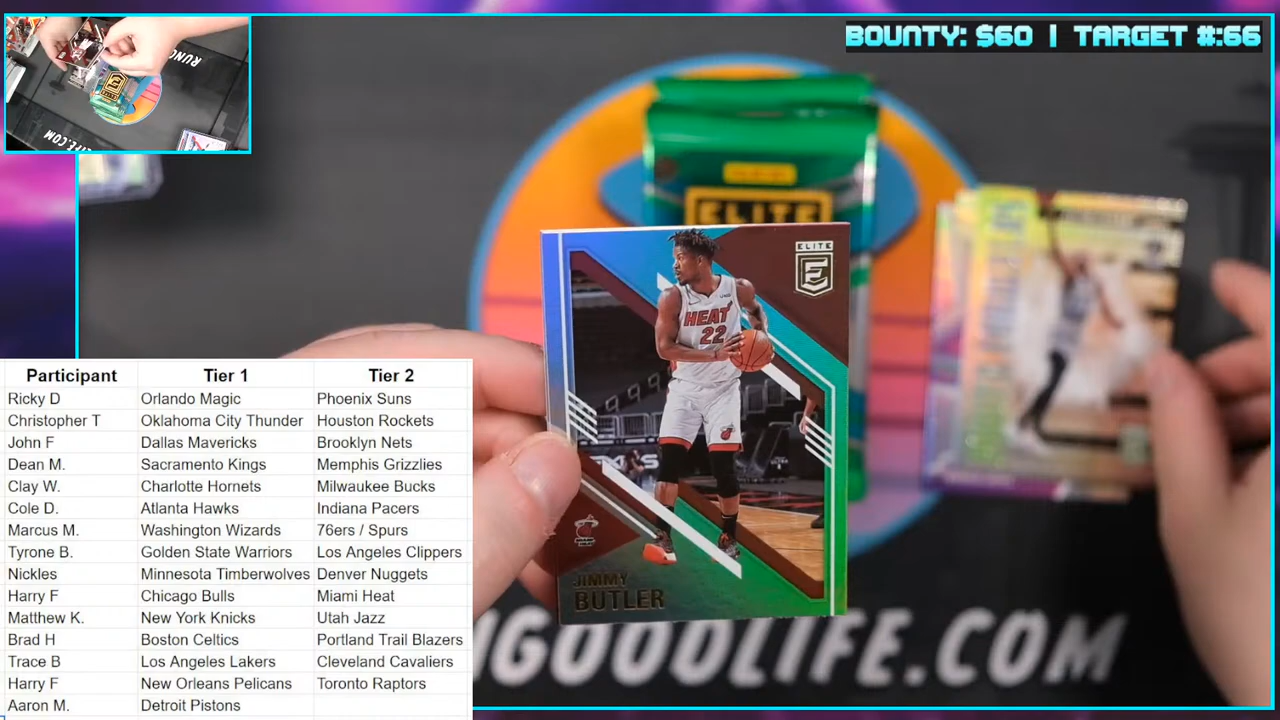 BOUNTY: $60 | TARGET #:66
ELITE
ELITE
HEAT
22
JIMMY
BUTLER
NGOODLIFE.COM
Participant Tier 1 Tier 2
Ricky D Orlando Magic Phoenix Suns
Christopher T Oklahoma City Thunder Houston Rockets
John F Dallas Mavericks Brooklyn Nets
Dean M. Sacramento Kings Memphis Grizzlies
Clay W. Charlotte Hornets Milwaukee Bucks
Cole D. Atlanta Hawks Indiana Pacers
Marcus M. Washington Wizards 76ers / Spurs
Tyrone B. Golden State Warriors Los Angeles Clippers
Nickles Minnesota Timberwolves Denver Nuggets
Harry F Chicago Bulls Miami Heat
Matthew K. New York Knicks Utah Jazz
Brad H Boston Celtics Portland Trail Blazers
Trace B Los Angeles Lakers Cleveland Cavaliers
Harry F New Orleans Pelicans Toronto Raptors
Aaron M. Detroit Pistons